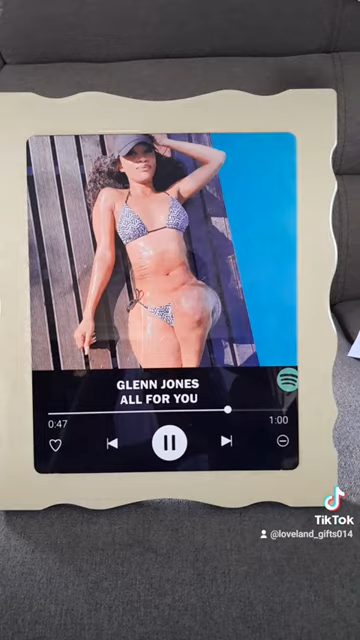 GLENN JONES
ALL FOR YOU
0:47
1:00
TikTok
@loveland_gifts014